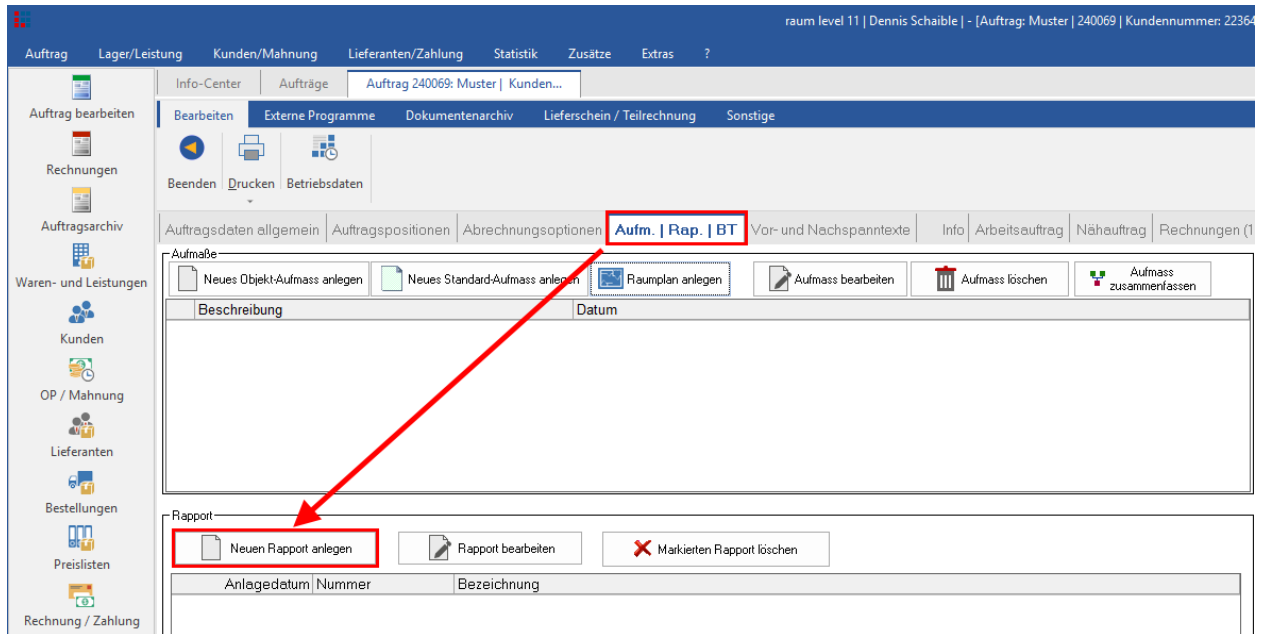 raum level 11 | Dennis Schaible | - [Auftrag: Muster | 240069 | Kundennummer: 22364
Auftrag Lager/Leistung Kunden/Mahnung Lieferanten/Zahlung Statistik Zusätze Extras ?
Info-Center Aufträge Auftrag 240069: Muster | Kunden...
Bearbeiten Externe Programme Dokumentenarchiv Lieferschein / Teilrechnung Sonstige
Beenden Drucken Betriebsdaten
Auftragsdaten allgemein Auftragspositionen Abrechnungsoptionen Aufm. | Rap. | BT Vor- und Nachspanntexte Info Arbeitsauftrag Nähauftrag Rechnungen (1
Aufmaße
Neues Objekt-Aufmass anlegen Neues Standard-Aufmass anlegen Raumplan anlegen Aufmass bearbeiten Aufmass löschen Aufmass
zusammenfassen
Beschreibung Datum
Rapport
Neuen Rapport anlegen Rapport bearbeiten Markierten Rapport löschen
Anlagedatum Nummer Bezeichnung
Auftrag bearbeiten
Rechnungen
Auftragsarchiv
Waren- und Leistungen
Kunden
OP / Mahnung
Lieferanten
Bestellungen
Preislisten
Rechnung / Zahlung